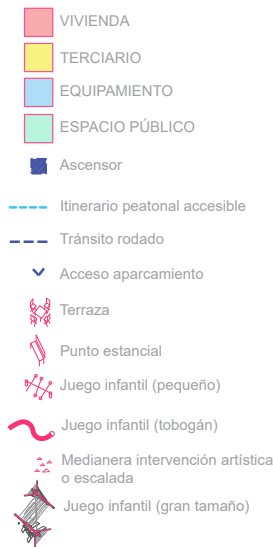 VIVIENDA
TERCIARIO
EQUIPAMIENTO
ESPACIO PÚBLICO
Ascensor
Itinerario peatonal accesible
Tránsito rodado
Acceso aparcamiento
Terraza
Punto estancial
Juego infantil (pequeño)
Juego infantil (tobogán)
Medianera intervención artística
o escalada
Juego infantil (gran tamaño)